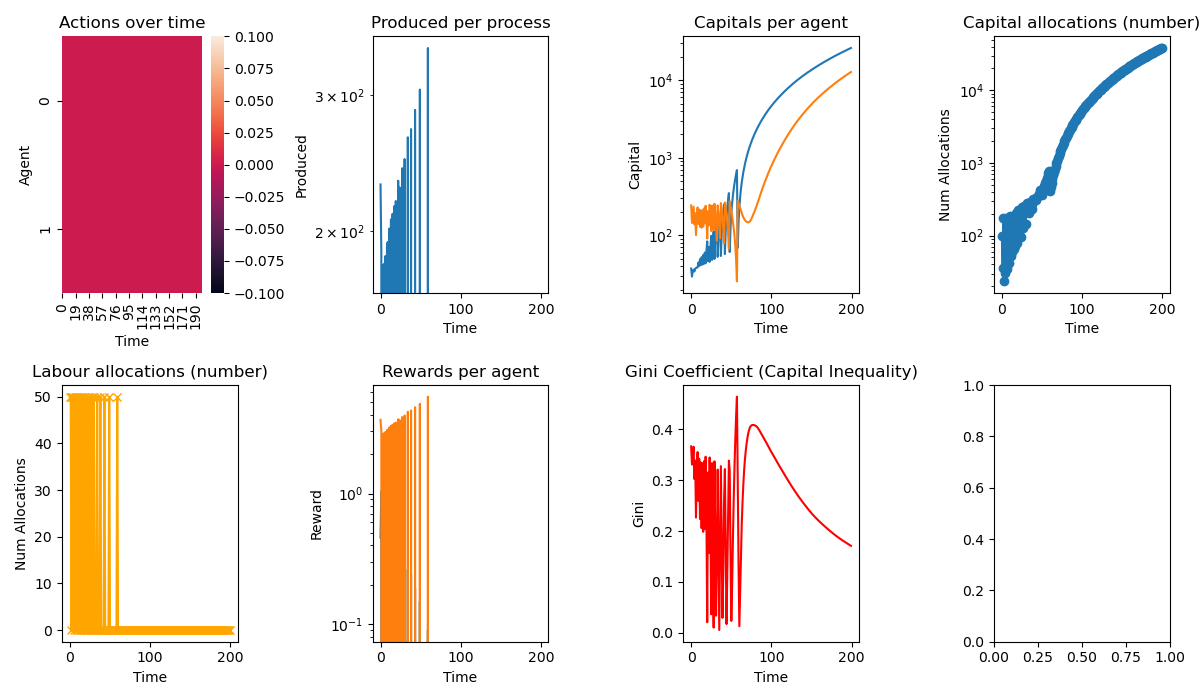 Actions over time
Agent
0
1
0
19
38
57
76
95
114
133
152
171
190
Time
0.100
0.075
0.050
0.025
0.000
−0.025
−0.050
−0.075
−0.100
Produced per process
Produced
3 × 10²
2 × 10²
0 100 200
Time
Capitals per agent
Capital
10⁴
10³
10²
0 100 200
Time
Capital allocations (number)
Num Allocations
10⁴
10³
10²
0 100 200
Time
Labour allocations (number)
Num Allocations
50
40
30
20
10
0
0 100 200
Time
Rewards per agent
Reward
10⁰
10⁻¹
0 100 200
Time
Gini Coefficient (Capital Inequality)
Gini
0.4
0.3
0.2
0.1
0.0
0 100 200
Time
1.0
0.8
0.6
0.4
0.2
0.0
0.00 0.25 0.50 0.75 1.00